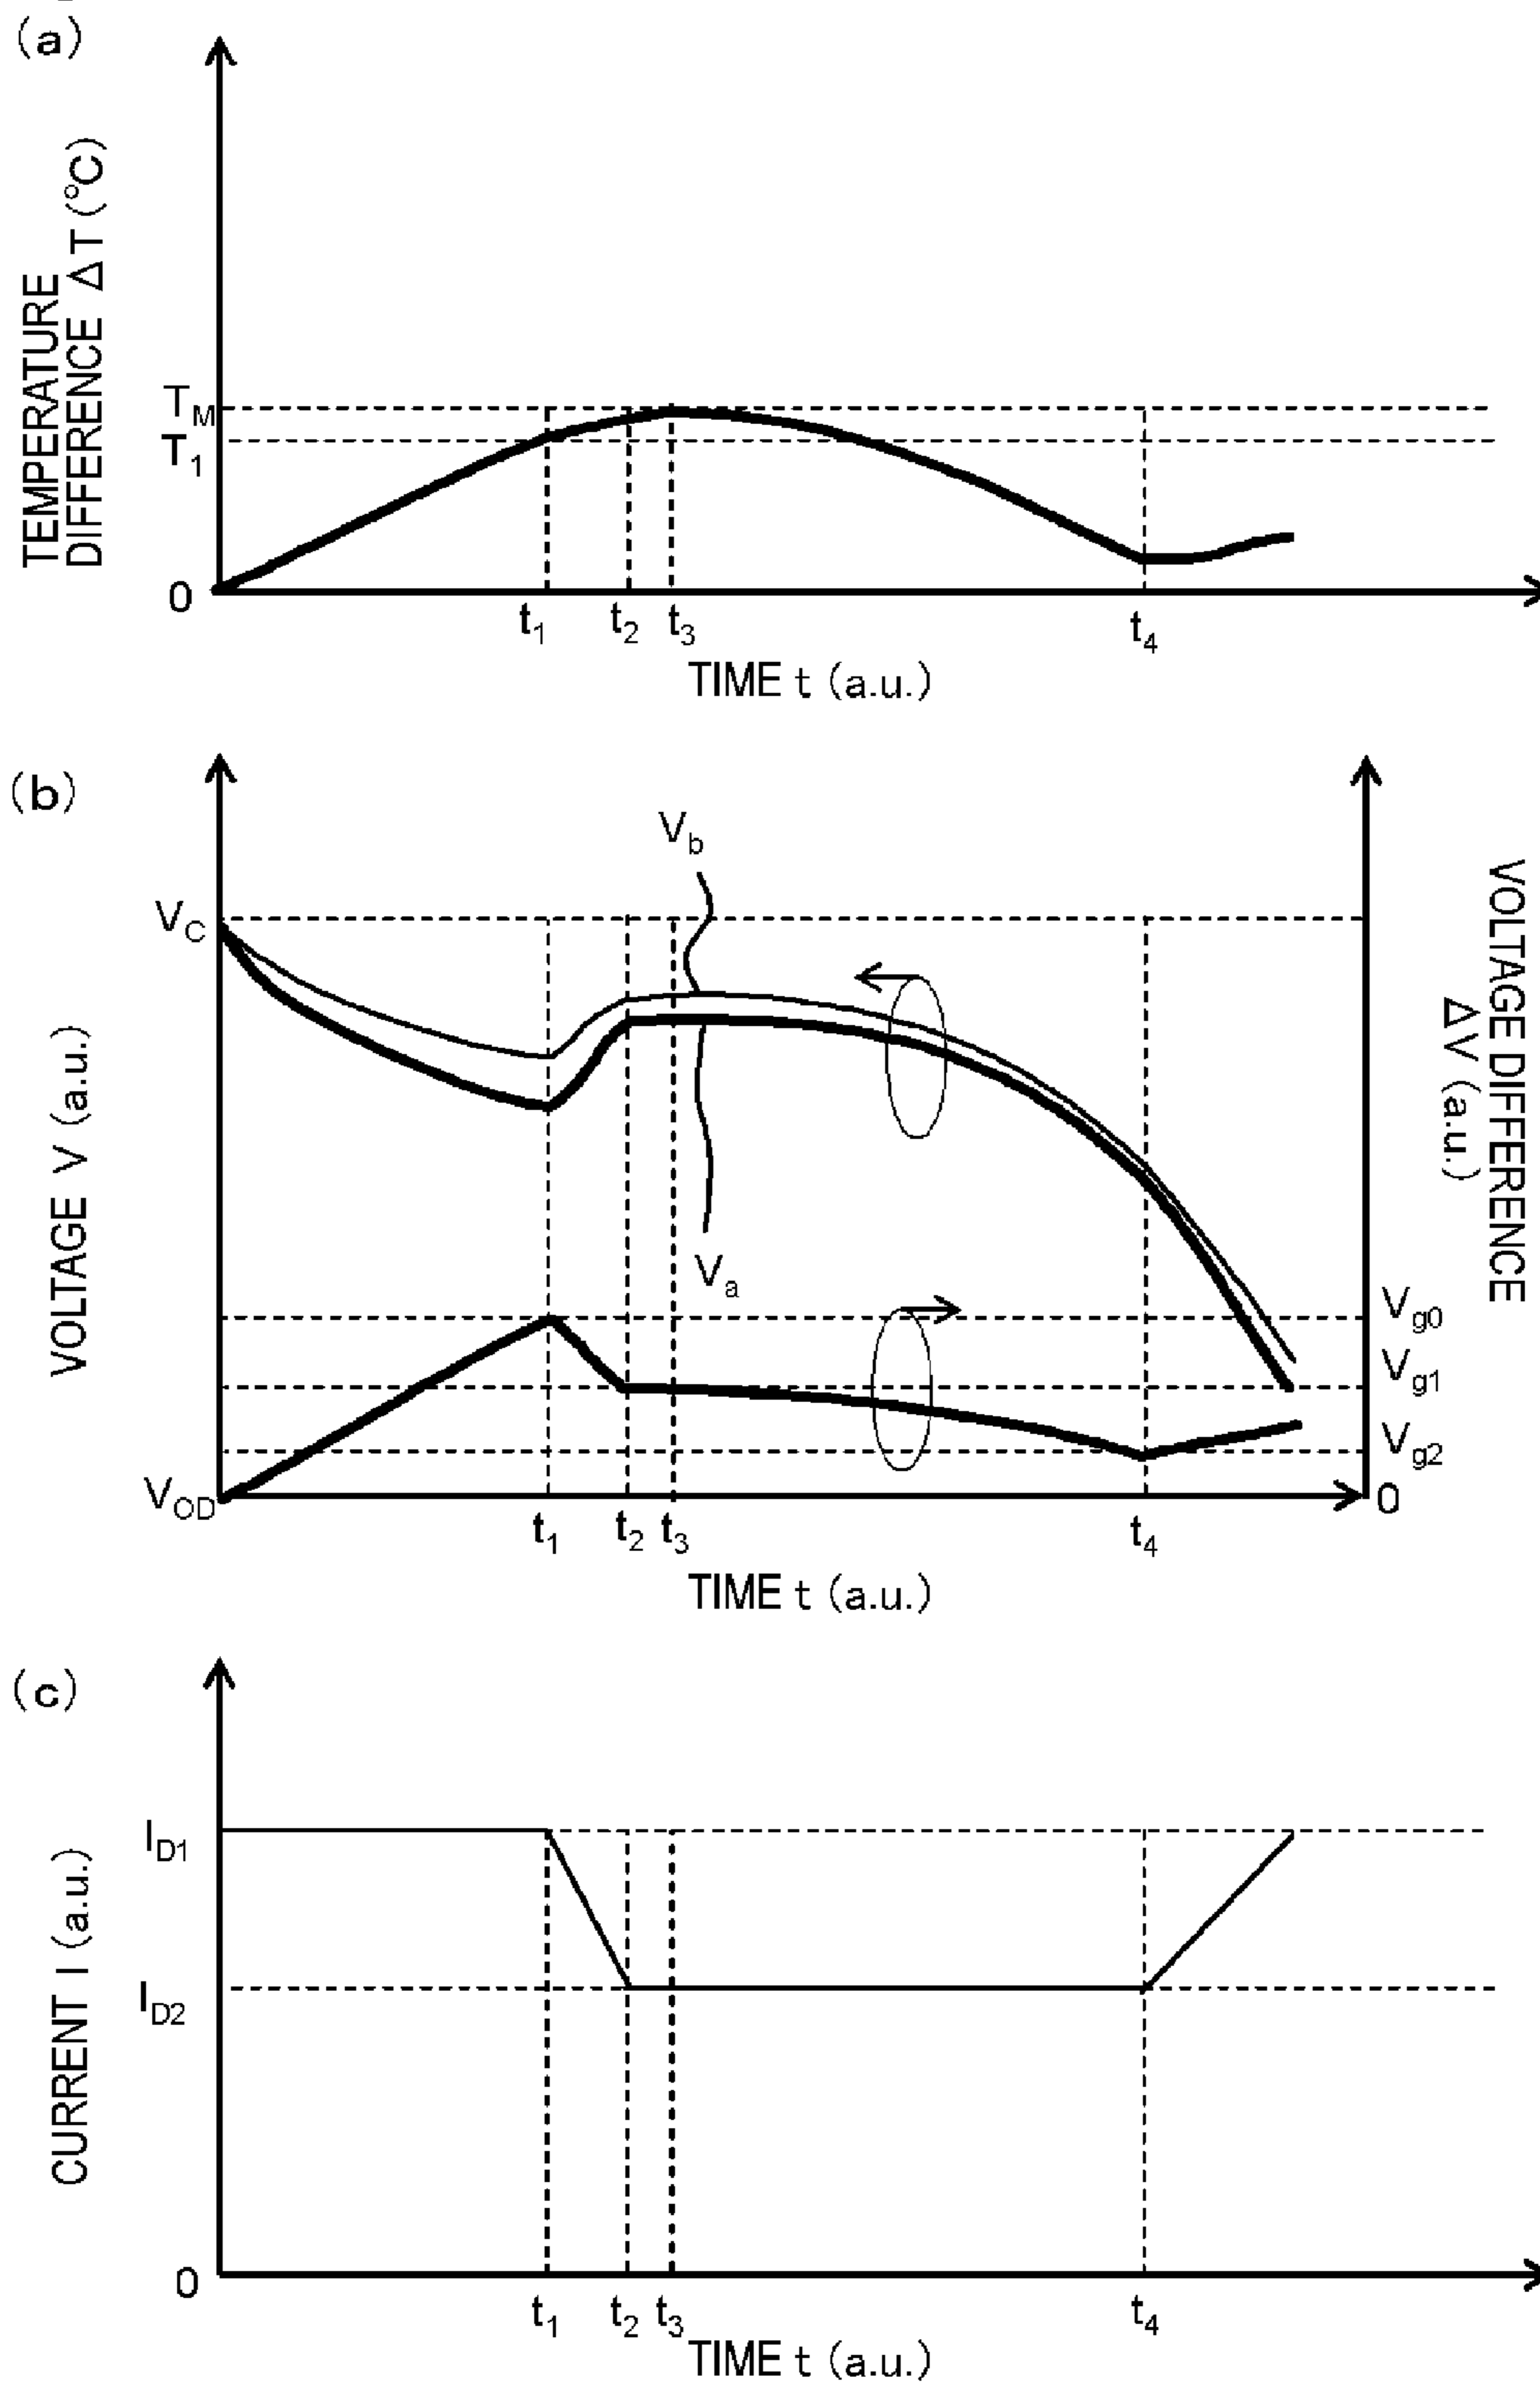 (a)
TEMPERATURE
DIFFERENCE ΔT (℃)
T_M
T_1
0
t_1 t_2 t_3 t_4
TIME t (a.u.)
(b)
V_b
V_C
VOLTAGE V (a.u.)
VOLTAGE DIFFERENCE
ΔV (a.u.)
V_a
V_g0
V_g1
V_g2
V_OD
0
t_1 t_2 t_3 t_4
TIME t (a.u.)
(c)
I_D1
I_D2
CURRENT I (a.u.)
0
t_1 t_2 t_3 t_4
TIME t (a.u.)